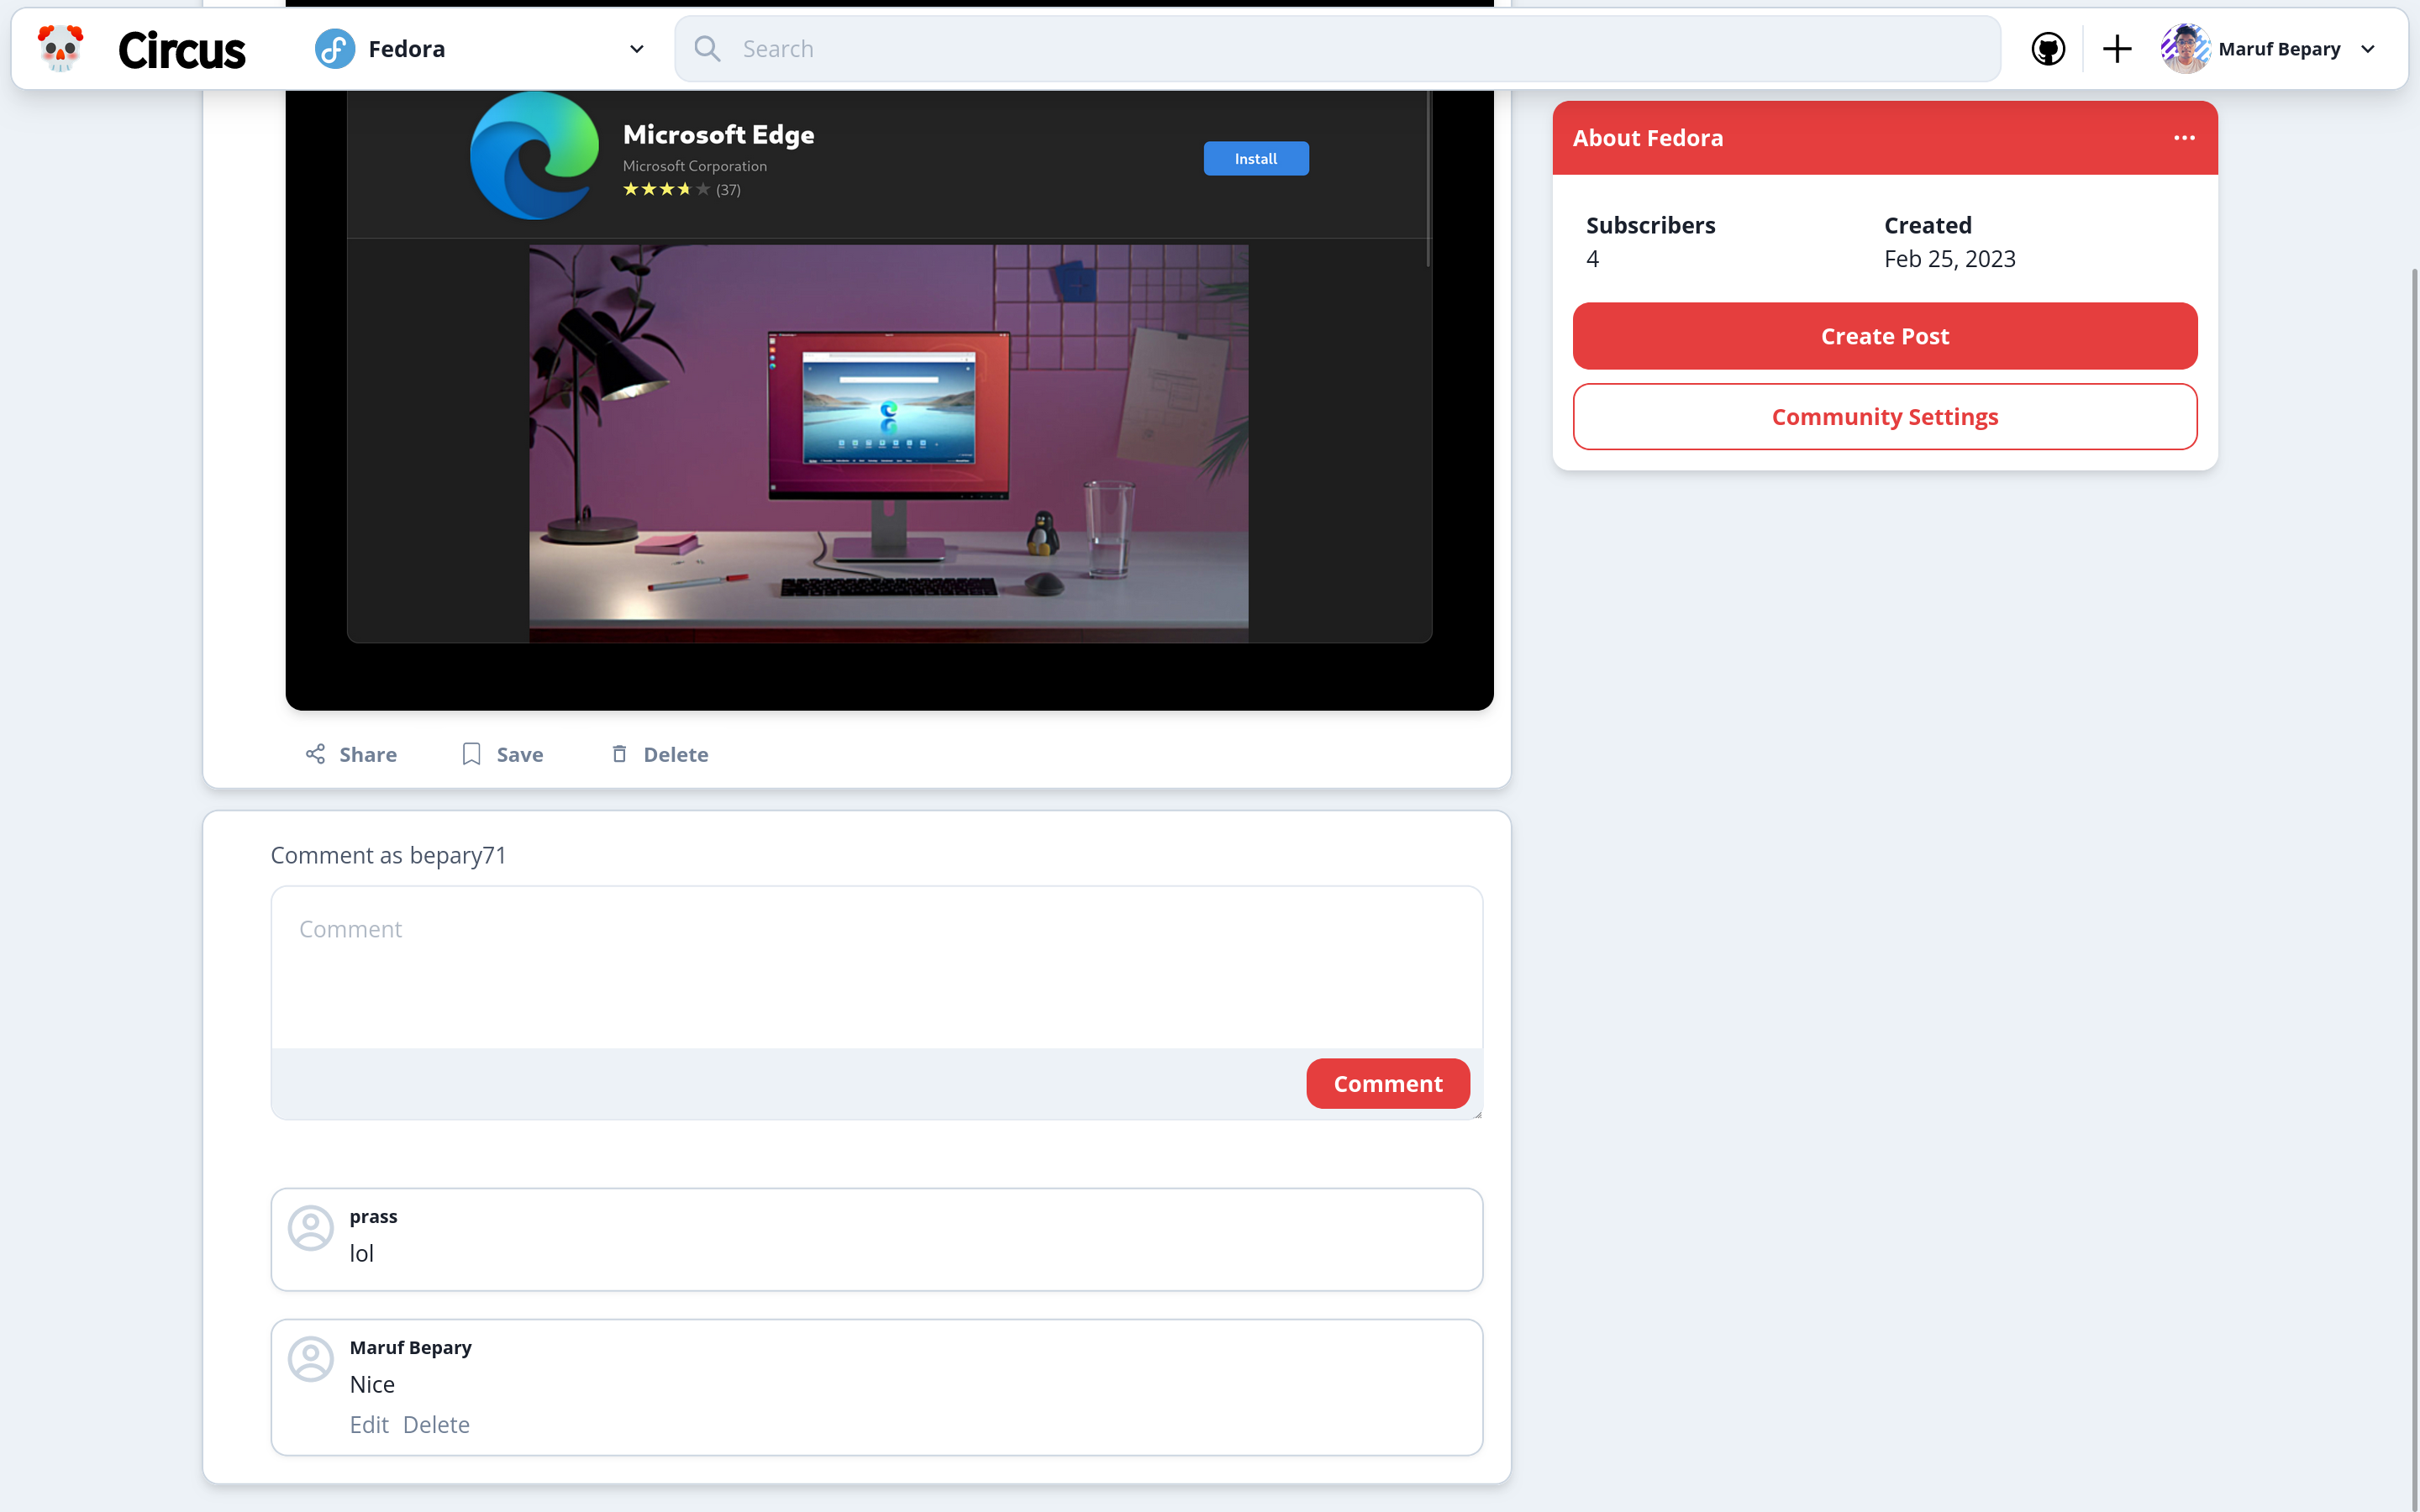 Circus
Fedora
Search
Maruf Bepary
Microsoft Edge
Microsoft Corporation
(37)
Install
About Fedora
Subscribers
4
Created
Feb 25, 2023
Create Post
Community Settings
Share
Save
Delete
Comment as bepary71
Comment
Comment
prass
lol
Maruf Bepary
Nice
Edit Delete